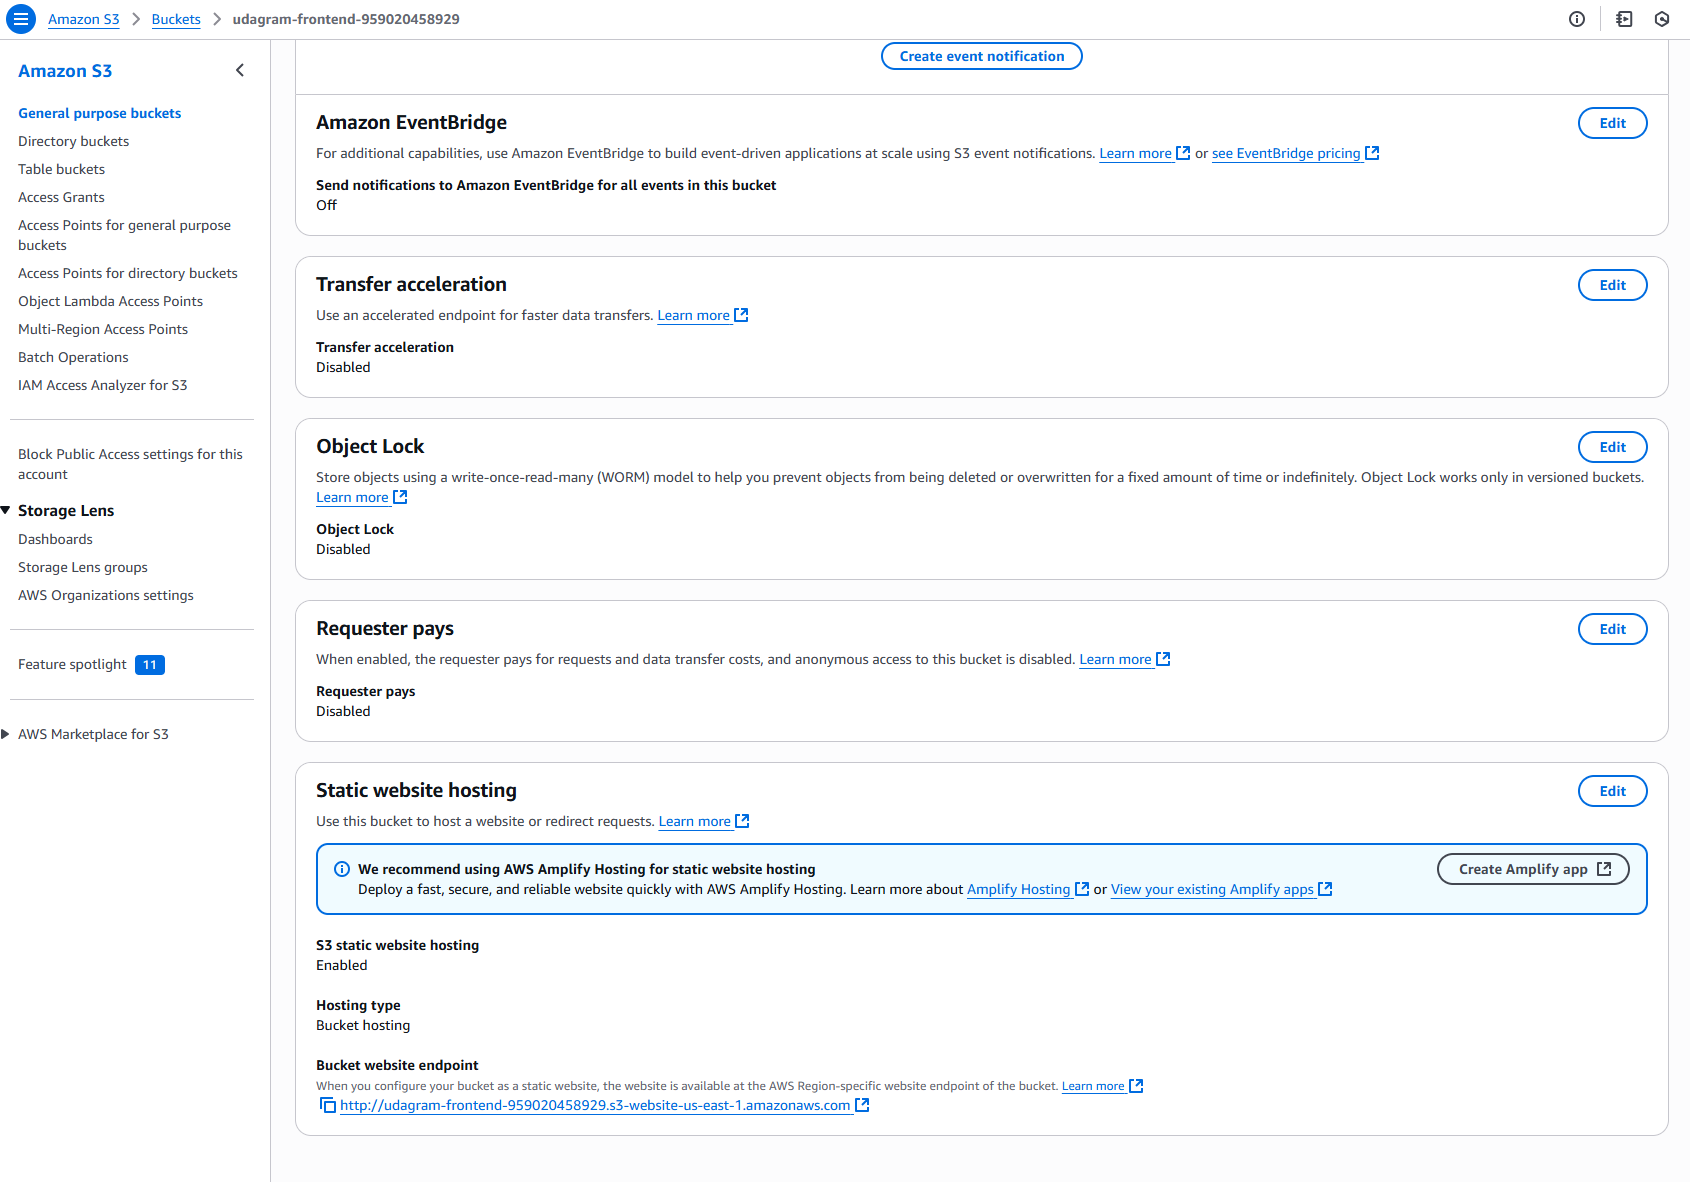 Amazon S3 > Buckets > udagram-frontend-959020458929
Amazon S3
General purpose buckets
Directory buckets
Table buckets
Access Grants
Access Points for general purpose
buckets
Access Points for directory buckets
Object Lambda Access Points
Multi-Region Access Points
Batch Operations
IAM Access Analyzer for S3
Block Public Access settings for this
account
Storage Lens
Dashboards
Storage Lens groups
AWS Organizations settings
Feature spotlight 11
AWS Marketplace for S3
Create event notification
Amazon EventBridge
Edit
For additional capabilities, use Amazon EventBridge to build event-driven applications at scale using S3 event notifications. Learn more or see EventBridge pricing
Send notifications to Amazon EventBridge for all events in this bucket
Off
Transfer acceleration
Edit
Use an accelerated endpoint for faster data transfers. Learn more
Transfer acceleration
Disabled
Object Lock
Edit
Store objects using a write-once-read-many (WORM) model to help you prevent objects from being deleted or overwritten for a fixed amount of time or indefinitely. Object Lock works only in versioned buckets.
Learn more
Object Lock
Disabled
Requester pays
Edit
When enabled, the requester pays for requests and data transfer costs, and anonymous access to this bucket is disabled. Learn more
Requester pays
Disabled
Static website hosting
Edit
Use this bucket to host a website or redirect requests. Learn more
We recommend using AWS Amplify Hosting for static website hosting
Deploy a fast, secure, and reliable website quickly with AWS Amplify Hosting. Learn more about Amplify Hosting or View your existing Amplify apps
Create Amplify app
S3 static website hosting
Enabled
Hosting type
Bucket hosting
Bucket website endpoint
When you configure your bucket as a static website, the website is available at the AWS Region-specific website endpoint of the bucket. Learn more
http://udagram-frontend-959020458929.s3-website-us-east-1.amazonaws.com